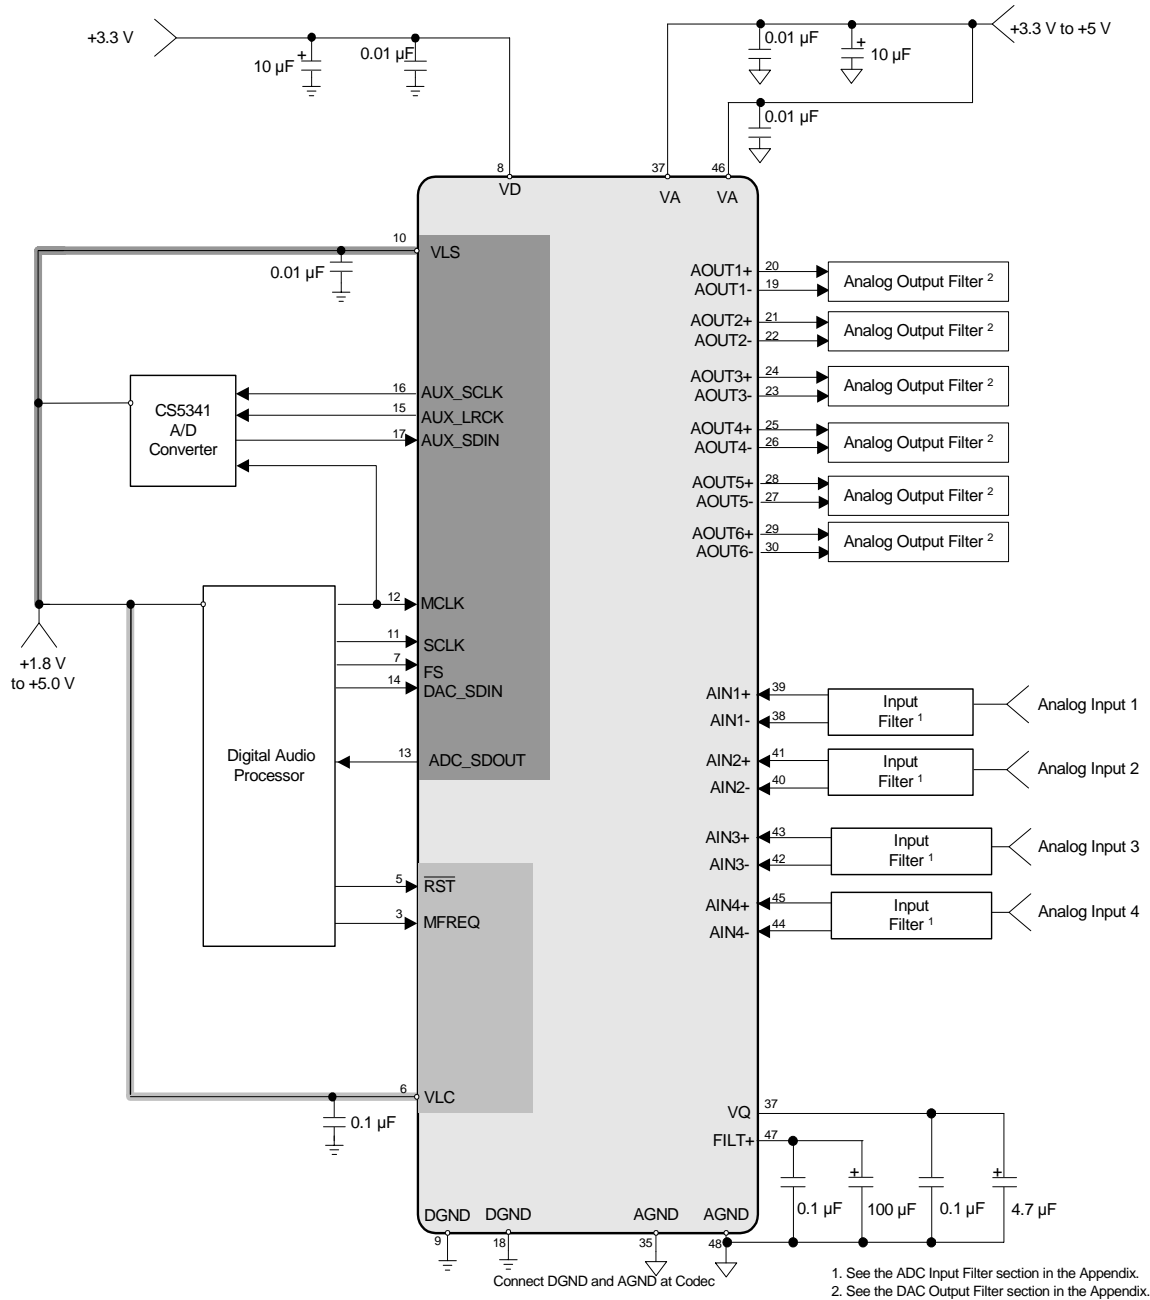 +3.3 V
10 µF
+
0.01 µF
0.01 µF
+
10 µF
+3.3 V to +5 V
0.01 µF
8
VD
37
VA
46
VA
10
VLS
0.01 µF
CS5341
A/D
Converter
16
AUX_SCLK
15
AUX_LRCK
17
AUX_SDIN
12
MCLK
11
SCLK
7
FS
14
DAC_SDIN
13
ADC_SDOUT
+1.8 V
to +5.0 V
Digital Audio
Processor
5
RST
3
MFREQ
6
VLC
0.1 µF
AOUT1+
20
AOUT1-
19
Analog Output Filter 2
AOUT2+
21
AOUT2-
22
Analog Output Filter 2
AOUT3+
24
AOUT3-
23
Analog Output Filter 2
AOUT4+
25
AOUT4-
26
Analog Output Filter 2
AOUT5+
28
AOUT5-
27
Analog Output Filter 2
AOUT6+
29
AOUT6-
30
Analog Output Filter 2
AIN1+
39
AIN1-
38
Input
Filter 1
Analog Input 1
AIN2+
41
AIN2-
40
Input
Filter 1
Analog Input 2
AIN3+
43
AIN3-
42
Input
Filter 1
Analog Input 3
AIN4+
45
AIN4-
44
Input
Filter 1
Analog Input 4
VQ
37
FILT+
47
0.1 µF
+
100 µF
0.1 µF
+
4.7 µF
DGND
9
DGND
18
AGND
35
AGND
48
Connect DGND and AGND at Codec
1. See the ADC Input Filter section in the Appendix.
2. See the DAC Output Filter section in the Appendix.